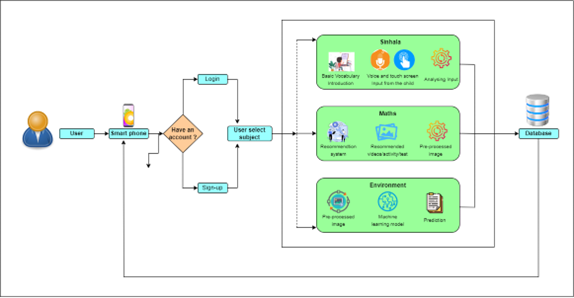 Sinhala
Basic Vocabulary
Introduction
Voice and touch screen
Input from the child
Analysing Input
Login
User
Smart phone
Have an
account ?
User select
subject
Sign-up
Maths
Recommendation
system
Recommended
videos/activity/test
Pre-processed
image
Database
Environment
Pre-processed
image
Machine
learning model
Prediction